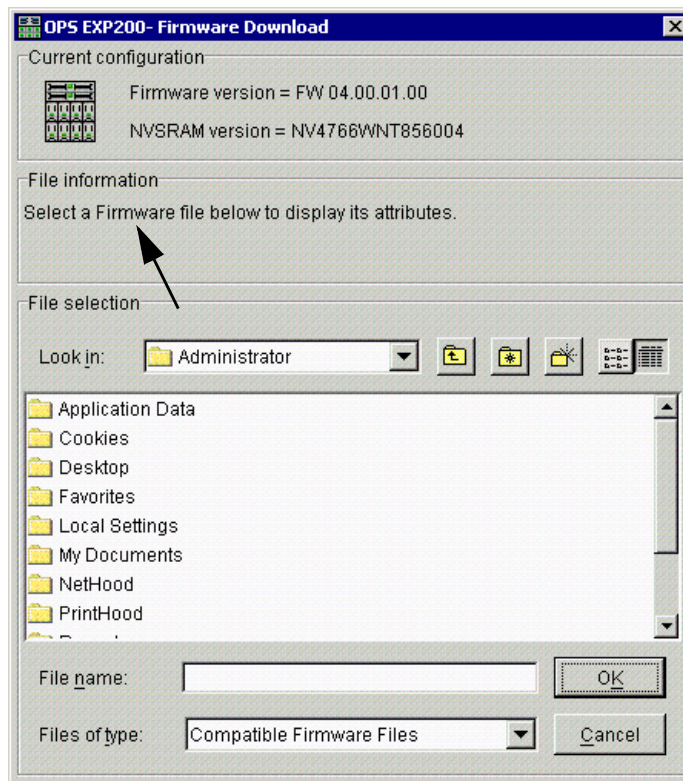 OPS EXP200- Firmware Download
Current configuration
Firmware version = FW 04.00.01.00
NVSRAM version = NV4766WNT856004
File information
Select a Firmware file below to display its attributes.
File selection
Look in: Administrator
Application Data
Cookies
Desktop
Favorites
Local Settings
My Documents
NetHood
PrintHood
File name: OK
Files of type: Compatible Firmware Files Cancel